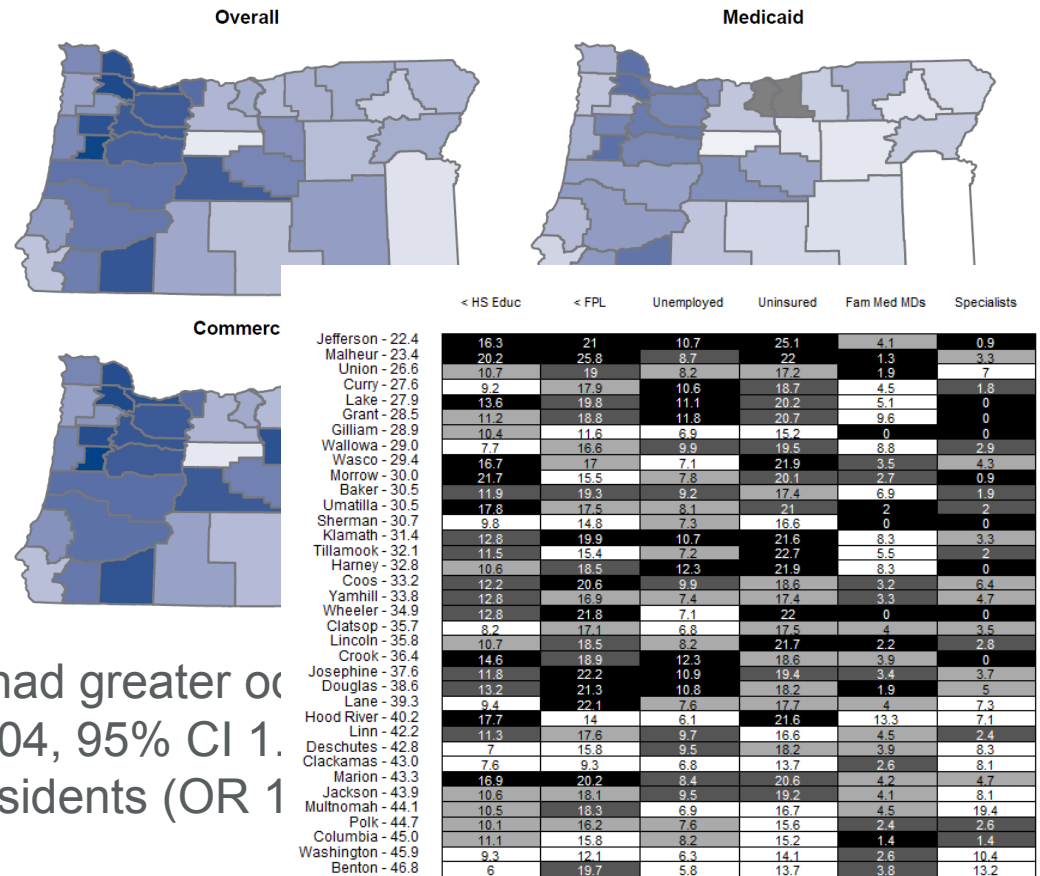 Overall
Medicaid
Commerc
< HS Educ < FPL Unemployed Uninsured Fam Med MDs Specialists
Jefferson - 22.4 16.3 21 10.7 25.1 4.1 0.9
Malheur - 23.4 20.2 25.8 8.7 22 1.3 3.3
Union - 26.6 10.7 19 8.2 17.2 1.9 7
Curry - 27.6 9.2 17.9 10.6 18.7 4.5 1.8
Lake - 27.9 13.6 19.8 11.1 20.2 5.1 0
Grant - 28.5 11.2 18.8 11.8 20.7 9.6 0
Gilliam - 28.9 10.4 11.6 6.9 15.2 0 0
Wallowa - 29.0 7.7 16.6 9.9 19.5 8.8 2.9
Wasco - 29.4 16.7 17 7.1 21.9 3.5 4.3
Morrow - 30.0 21.7 15.5 7.8 20.1 2.7 0.9
Baker - 30.5 11.9 19.3 9.2 17.4 6.9 1.9
Umatilla - 30.5 17.8 17.5 8.1 21 2 2
Sherman - 30.7 9.8 14.8 7.3 16.6 0 0
Klamath - 31.4 12.8 19.9 10.7 21.6 8.3 3.3
Tillamook - 32.1 11.5 15.4 7.2 22.7 5.5 2
Harney - 32.8 10.6 18.5 12.3 21.9 8.3 0
Coos - 33.2 12.2 20.6 9.9 18.6 3.2 6.4
Yamhill - 33.8 12.8 16.9 7.4 17.4 3.3 4.7
Wheeler - 34.9 12.8 21.8 7.1 22 0 0
Clatsop - 35.7 8.2 17.1 6.8 17.5 4 3.5
Lincoln - 35.8 10.7 18.5 8.2 21.7 2.2 2.8
Crook - 36.4 14.6 18.9 12.3 18.6 3.9 0
Josephine - 37.6 11.8 22.2 10.9 19.4 3.4 3.7
Douglas - 38.6 13.2 21.3 10.8 18.2 1.9 5
Lane - 39.3 9.4 22.1 7.6 17.7 4 7.3
Hood River - 40.2 17.7 14 6.1 21.6 13.3 7.1
Linn - 42.2 11.3 17.6 9.7 16.6 4.5 2.4
Deschutes - 42.8 7 15.8 9.5 18.2 3.9 8.3
Clackamas - 43.0 7.6 9.3 6.8 13.7 2.6 8.1
Marion - 43.3 16.9 20.2 8.4 20.6 4.2 4.7
Jackson - 43.9 10.6 18.1 9.5 19.2 4.1 8.1
Multnomah - 44.1 10.5 18.3 6.9 16.7 4.5 19.4
Polk - 44.7 10.1 16.2 7.6 15.6 2.4 2.6
Columbia - 45.0 11.1 15.8 8.2 15.2 1.4 1.4
Washington - 45.9 9.3 12.1 6.3 14.1 2.6 10.4
Benton - 46.8 6 19.7 5.8 13.7 3.8 13.2
had greater
04, 95% CI 1.
sidents (OR 1